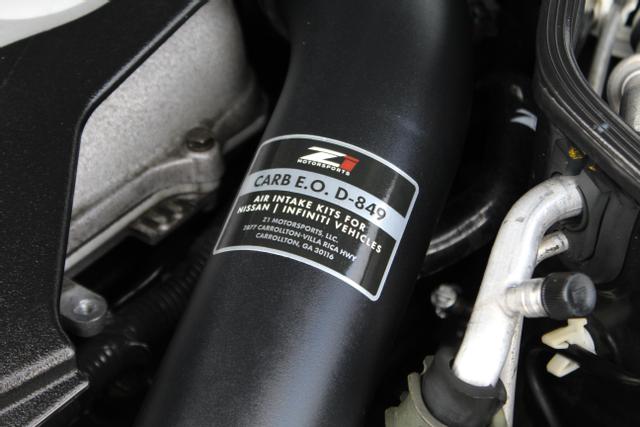 Z1
MOTORSPORTS
CARB E.O. D-849
AIR INTAKE KITS FOR
NISSAN / INFINITI VEHICLES
Z1 MOTORSPORTS, LLC.
2877 CARROLLTON-VILLA RICA HWY.
CARROLLTON, GA 30116